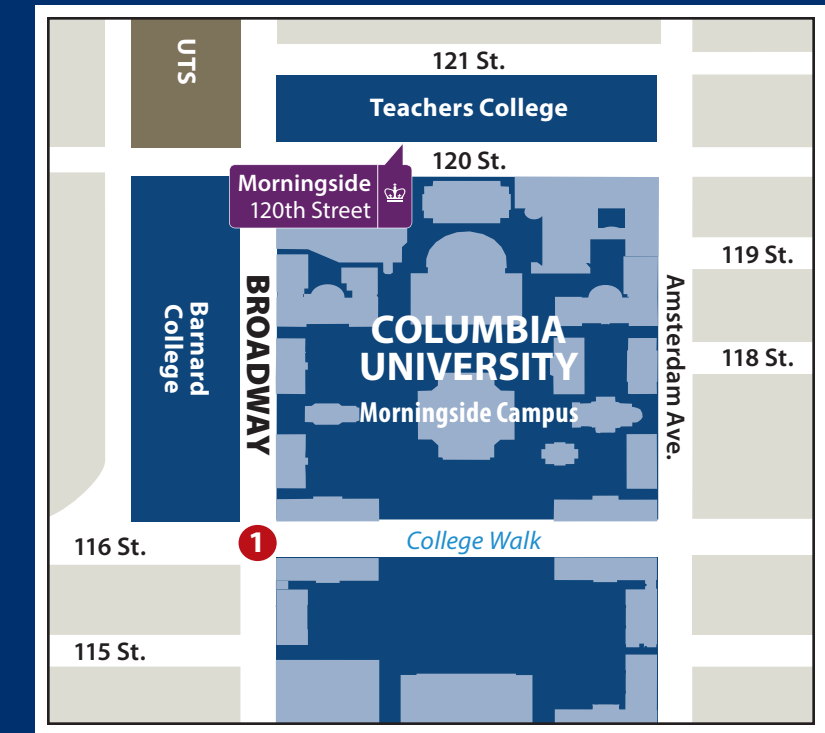 UTS
121 St.
Teachers College
120 St.
Morningside
120th Street
119 St.
BROADWAY
Barnard
College
COLUMBIA
UNIVERSITY
Morningside Campus
Amsterdam Ave.
118 St.
116 St.
1
College Walk
115 St.